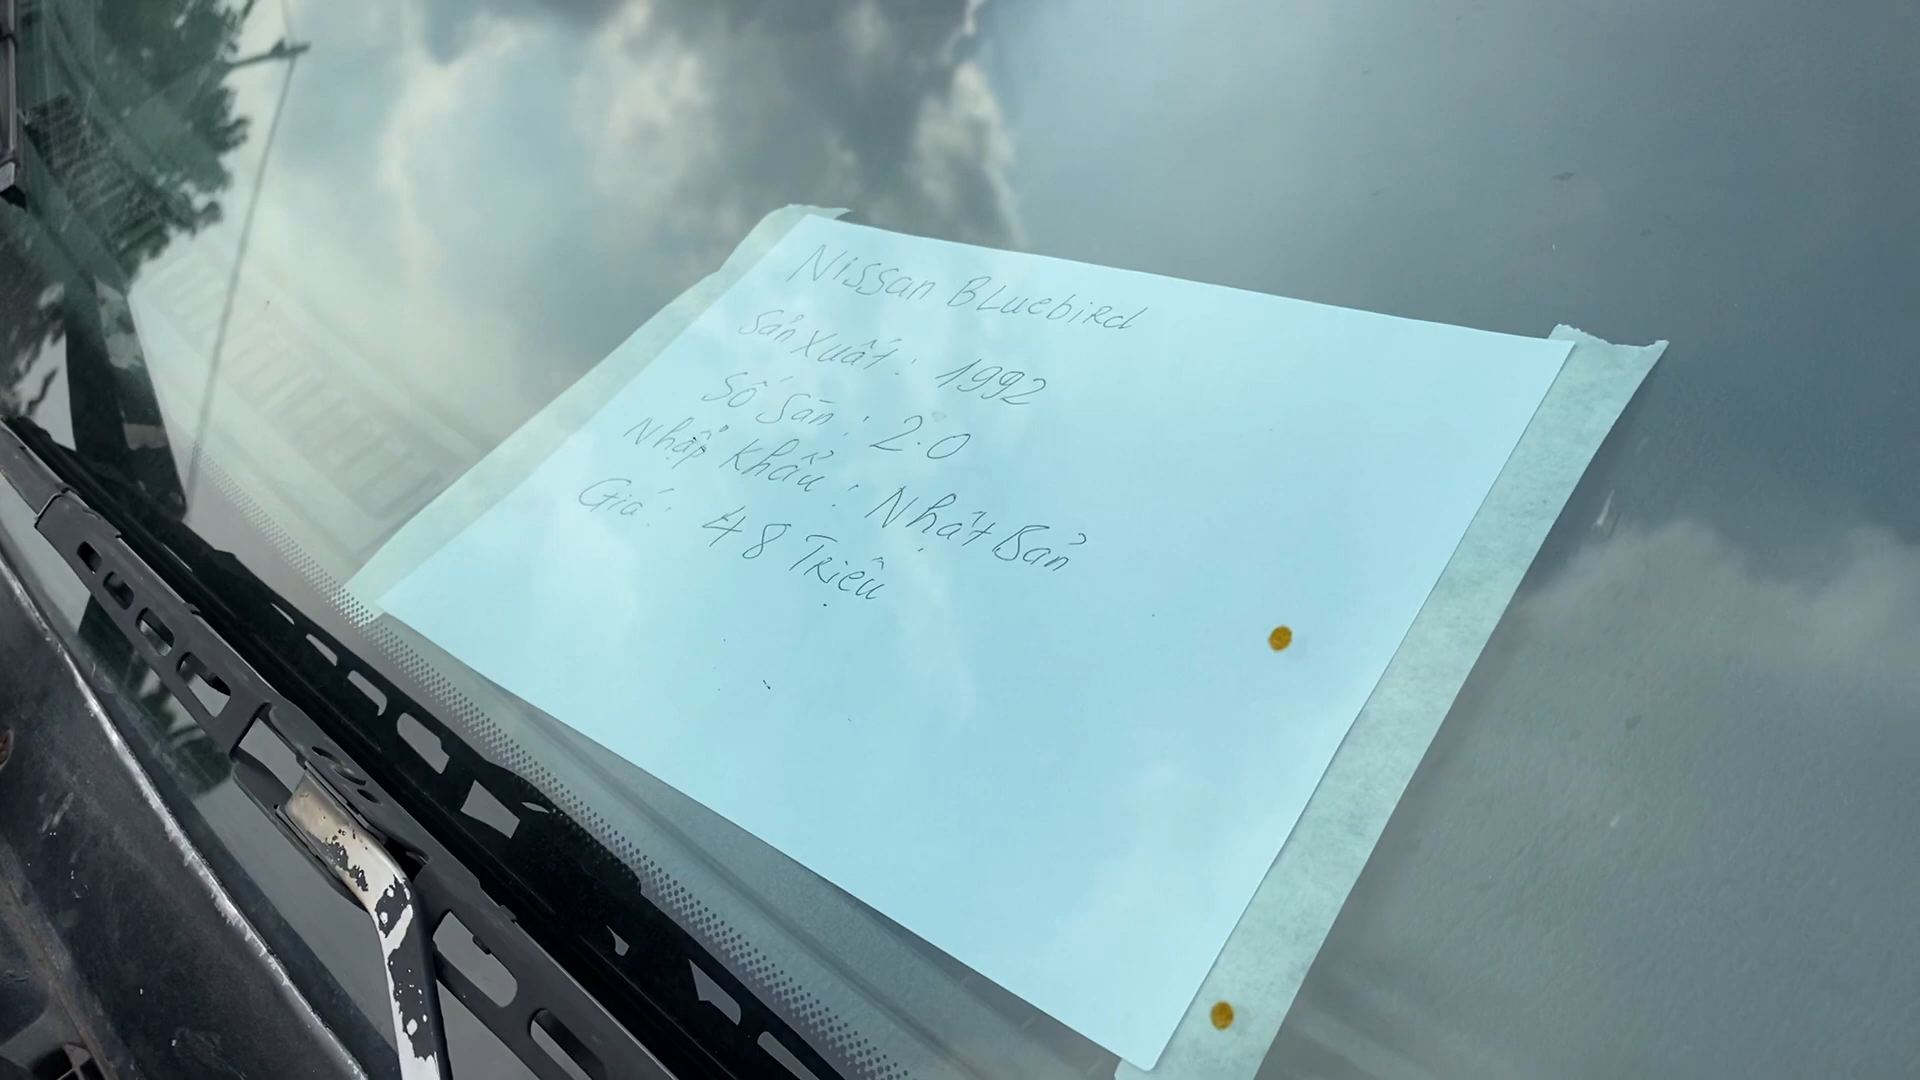 Nissan Bluebird
Sản Xuất : 1992
Số Sàn : 2.0
Nhập Khẩu : Nhật Bản
Giá : 48 Triệu